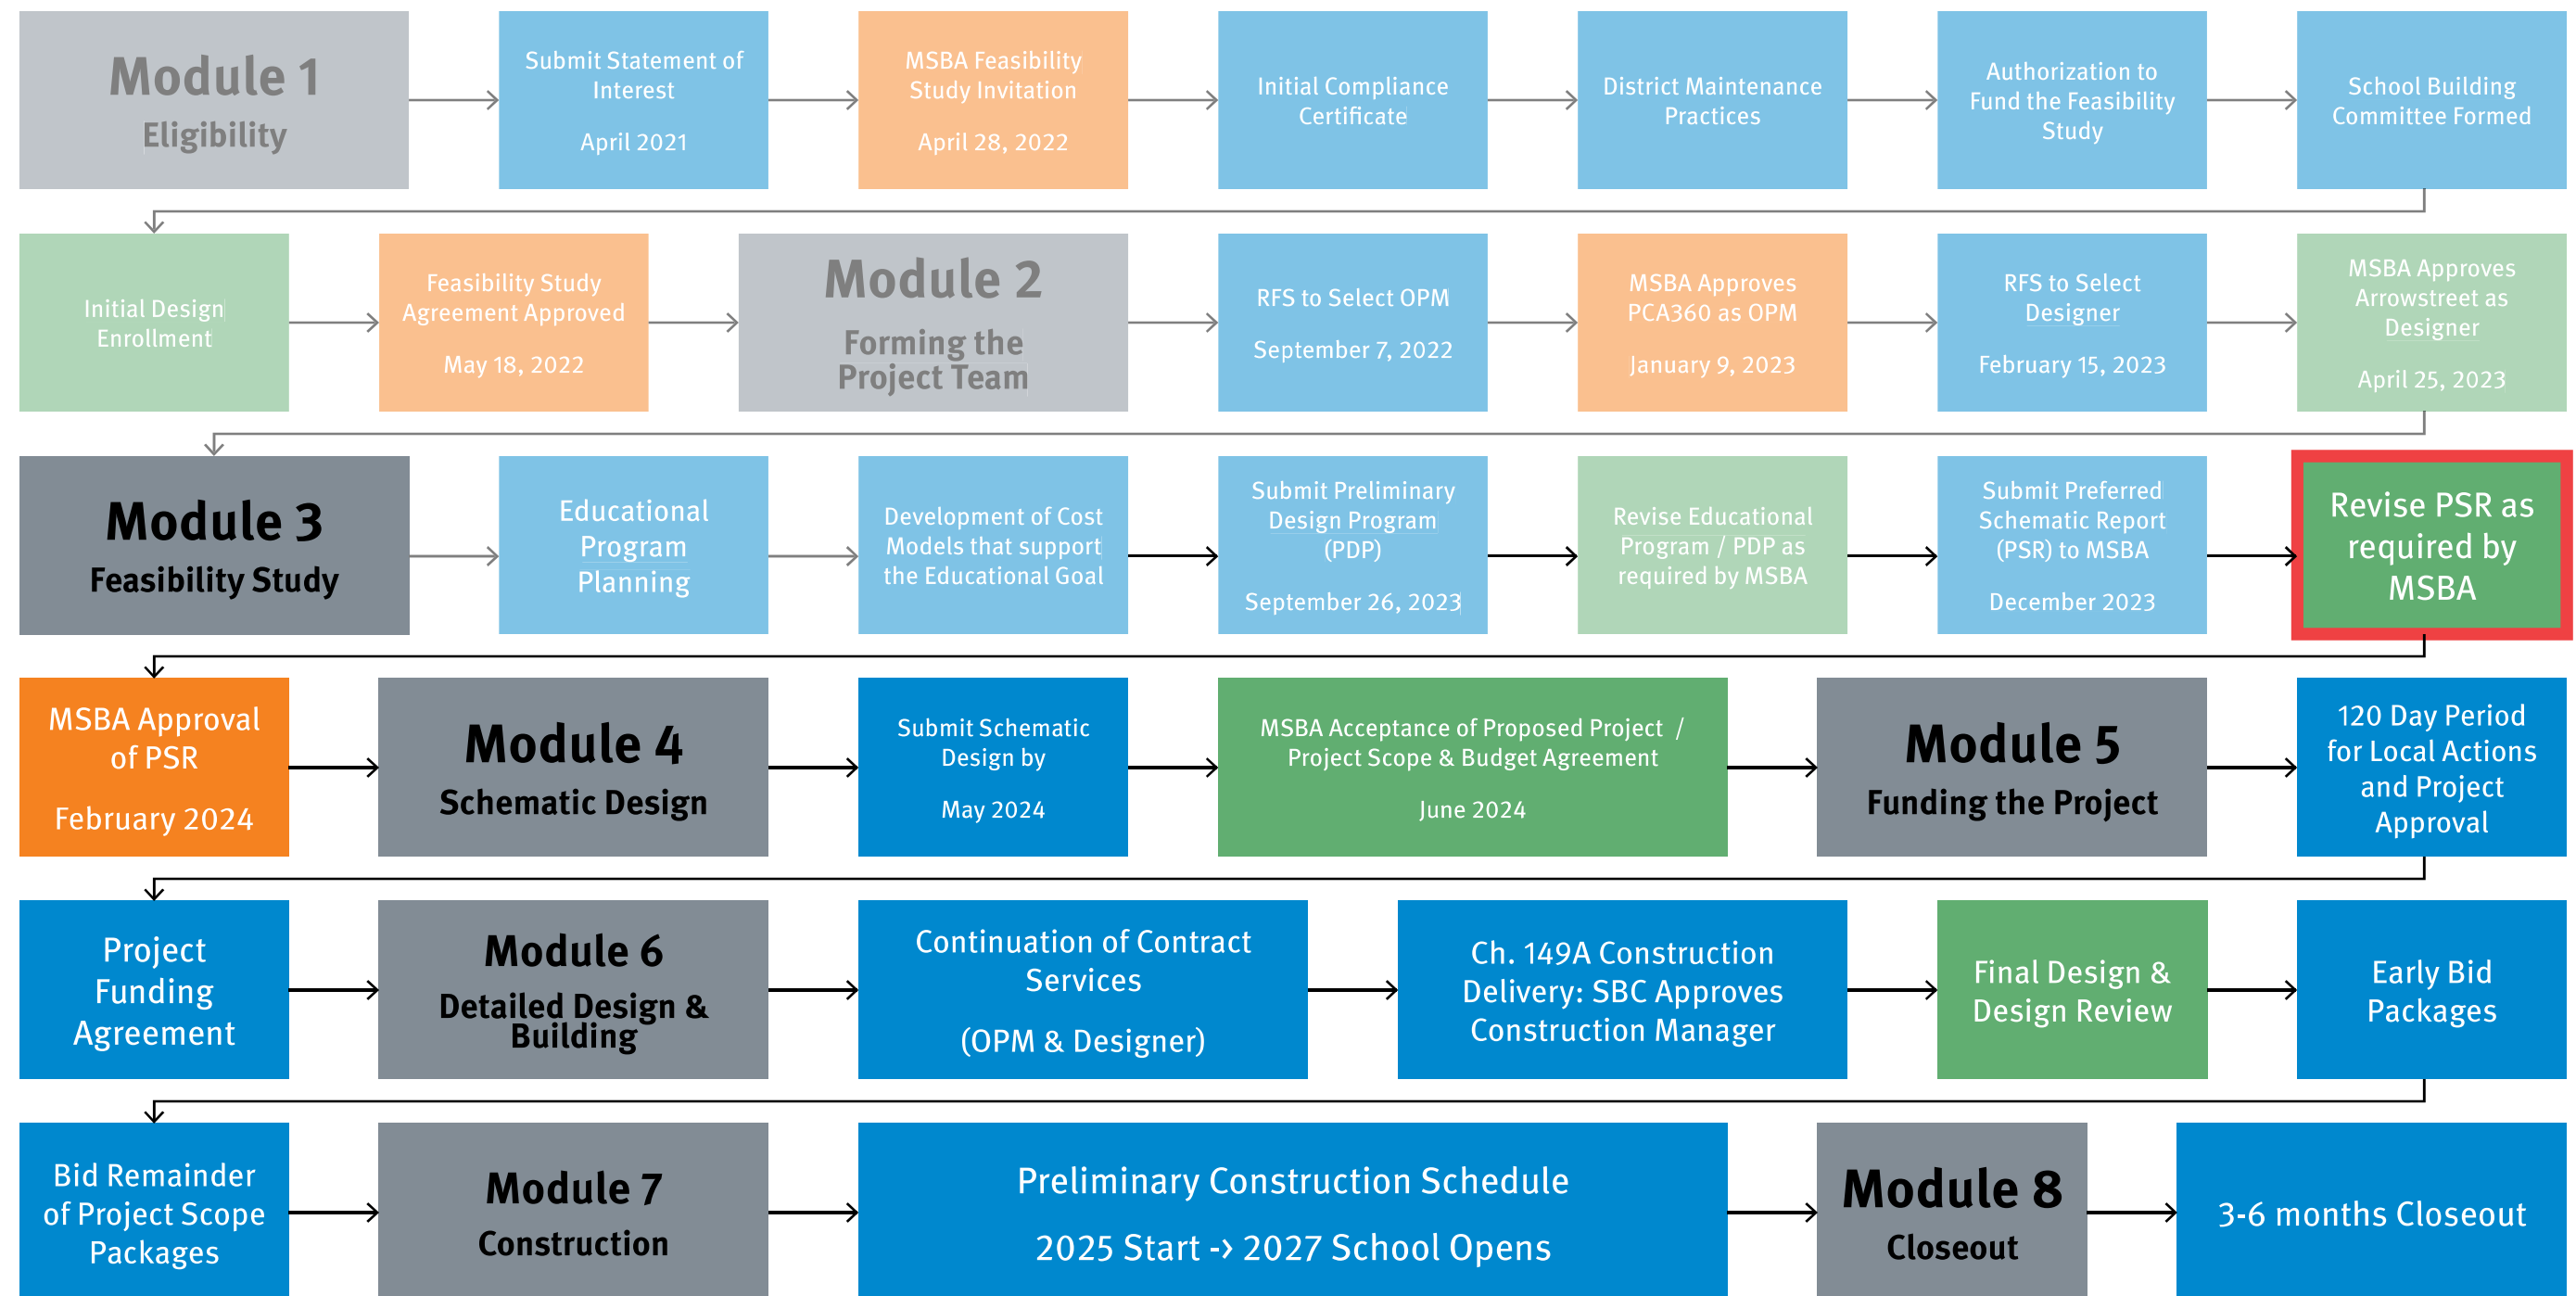 Module 1
Eligibility
Submit Statement of
Interest
April 2021
MSBA Feasibility
Study Invitation
April 28, 2022
Initial Compliance
Certificate
District Maintenance
Practices
Authorization to
Fund the Feasibility
Study
School Building
Committee Formed
Initial Design
Enrollment
Feasibility Study
Agreement Approved
May 18, 2022
Module 2
Forming the
Project Team
RFS to Select OPM
September 7, 2022
MSBA Approves
PCA360 as OPM
January 9, 2023
RFS to Select
Designer
February 15, 2023
MSBA Approves
Arrowstreet as
Designer
April 25, 2023
Module 3
Feasibility Study
Educational
Program
Planning
Development of Cost
Models that support
the Educational Goal
Submit Preliminary
Design Program
(PDP)
September 26, 2023
Revise Educational
Program / PDP as
required by MSBA
Submit Preferred
Schematic Report
(PSR) to MSBA
December 2023
Revise PSR as
required by
MSBA
MSBA Approval
of PSR
February 2024
Module 4
Schematic Design
Submit Schematic
Design by
May 2024
MSBA Acceptance of Proposed Project /
Project Scope & Budget Agreement
June 2024
Module 5
Funding the Project
120 Day Period
for Local Actions
and Project
Approval
Project
Funding
Agreement
Module 6
Detailed Design &
Building
Continuation of Contract
Services
(OPM & Designer)
Ch. 149A Construction
Delivery: SBC Approves
Construction Manager
Final Design &
Design Review
Early Bid
Packages
Bid Remainder
of Project Scope
Packages
Module 7
Construction
Preliminary Construction Schedule
2025 Start -> 2027 School Opens
Module 8
Closeout
3-6 months Closeout